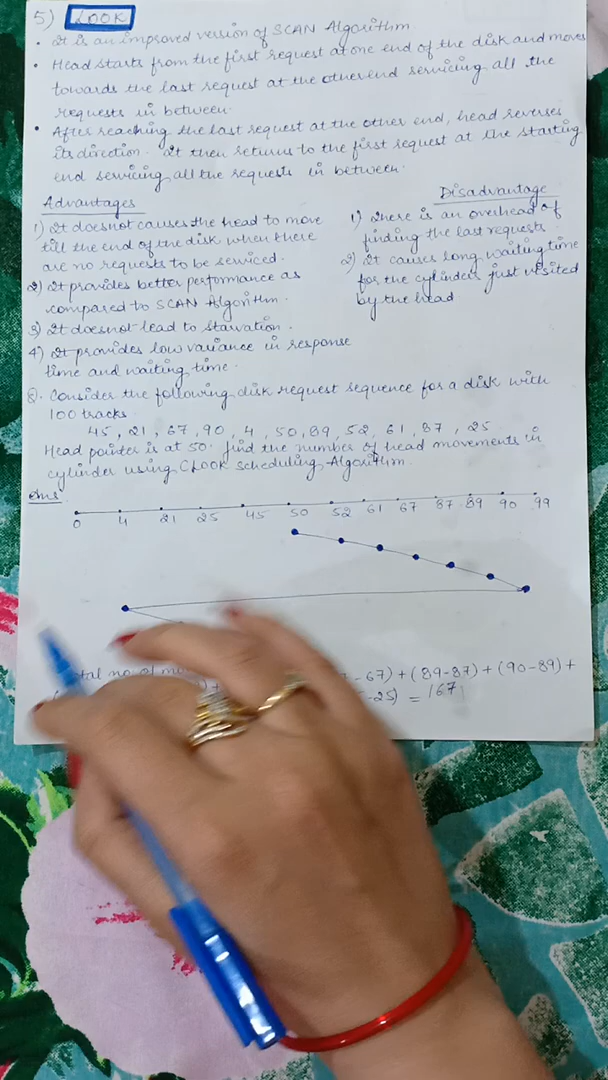 5) LOOK
• It is an improved version of SCAN Algorithm
• Head starts from the first request at one end of the disk and moves
towards the last request at the other end servicing all the
requests in between.
• After reaching the last request at the other end, head reverses
its direction. It then returns to the first request at the starting
end servicing all the requests in between.
Advantages
1) It doesnot causes the head to move
till the end of the disk when there
are no requests to be serviced.
2) It provides better performance as
compared to SCAN Algorithm.
3) It doesnot lead to starvation.
4) It provides low variance in response
time and waiting time.
Disadvantage
1) There is an overhead of
finding the last requests.
2) It causes long waiting time
for the cylinders just visited
by the head
Q. Consider the following disk request sequence for a disk with
100 tracks
45, 21, 67, 90, 4, 50, 89, 52, 61, 87, 25
Head pointer is at 50. find the number of head movements in
cylinder using CLOOK scheduling Algorithm.
Ans
0 4 21 25 45 50 52 61 67 87 89 90 99
tal no. of m - 67) + (89-87) + (90-89) +
-25) = 167